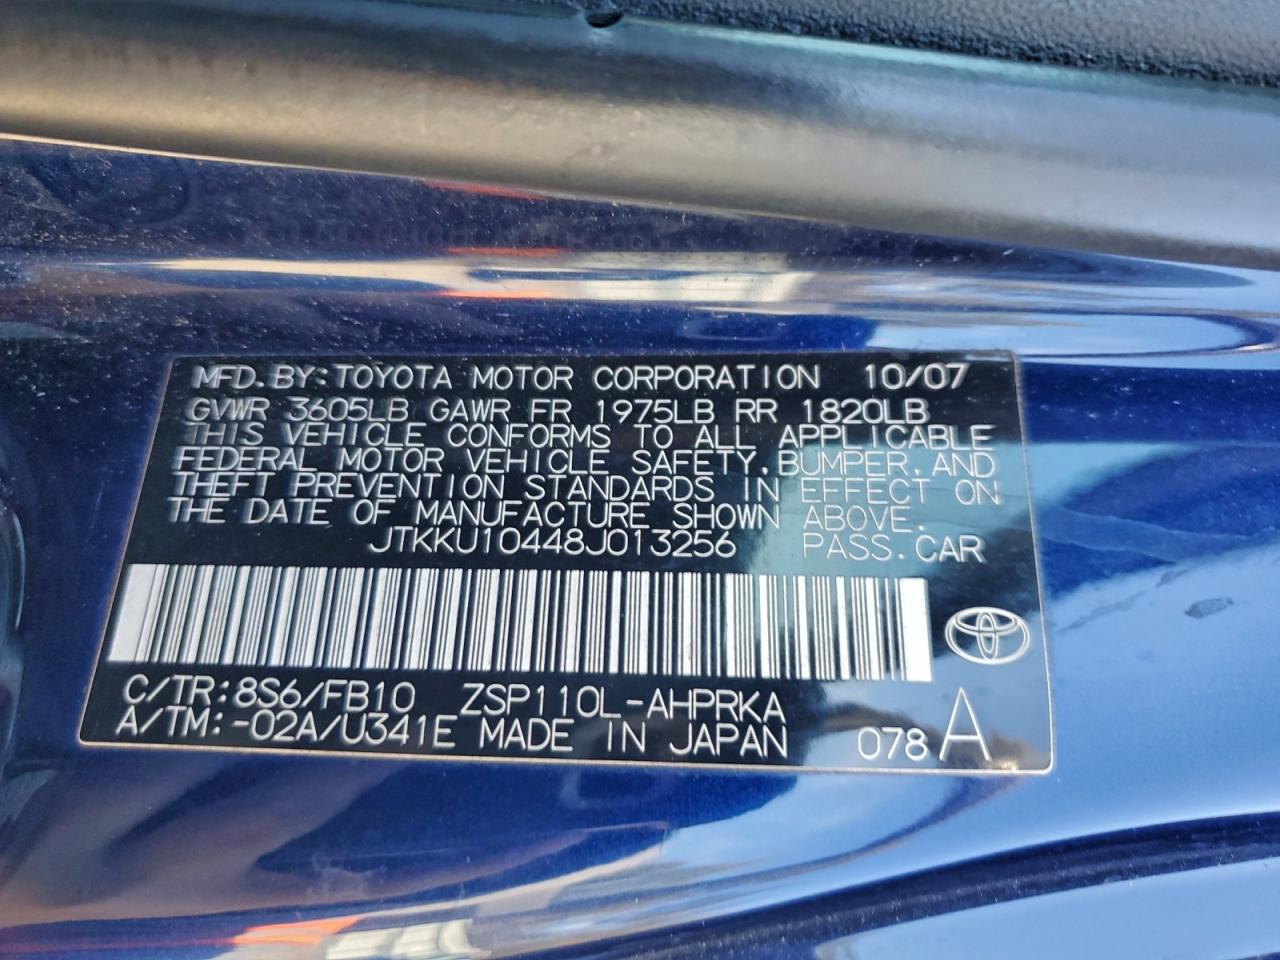 MFD.BY:TOYOTA MOTOR CORPORATION 10/07
GVWR 3605LB GAWR FR 1975LB RR 1820LB
THIS VEHICLE CONFORMS TO ALL APPLICABLE
FEDERAL MOTOR VEHICLE SAFETY,BUMPER,AND
THEFT PREVENTION STANDARDS IN EFFECT ON
THE DATE OF MANUFACTURE SHOWN ABOVE.
JTKKU10448J013256 PASS.CAR
C/TR:8S6/FB10 ZSP110L-AHPRKA
A/TM:-02A/U341E MADE IN JAPAN 078 A